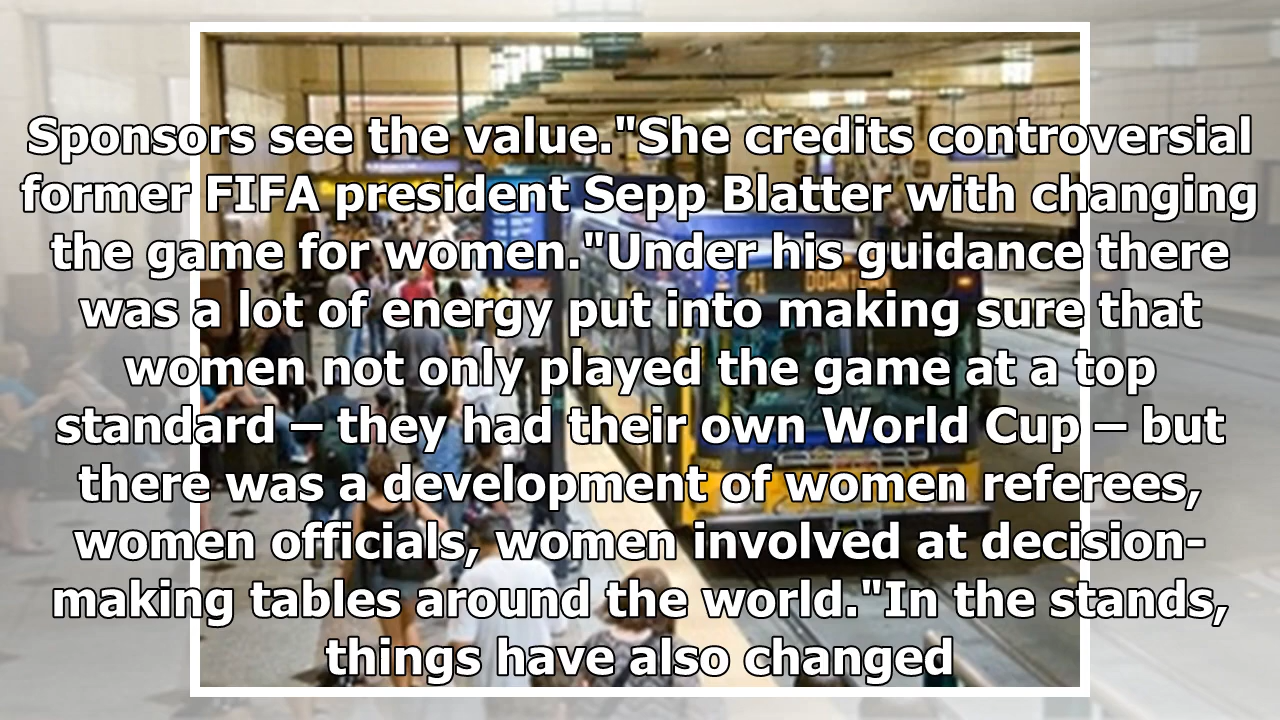 Sponsors see the value."She credits controversial
former FIFA president Sepp Blatter with changing
the game for women."Under his guidance there
was a lot of energy put into making sure that
women not only played the game at a top
standard – they had their own World Cup – but
there was a development of women referees,
women officials, women involved at decision-
making tables around the world."In the stands,
things have also changed
41 DOWNTOWN